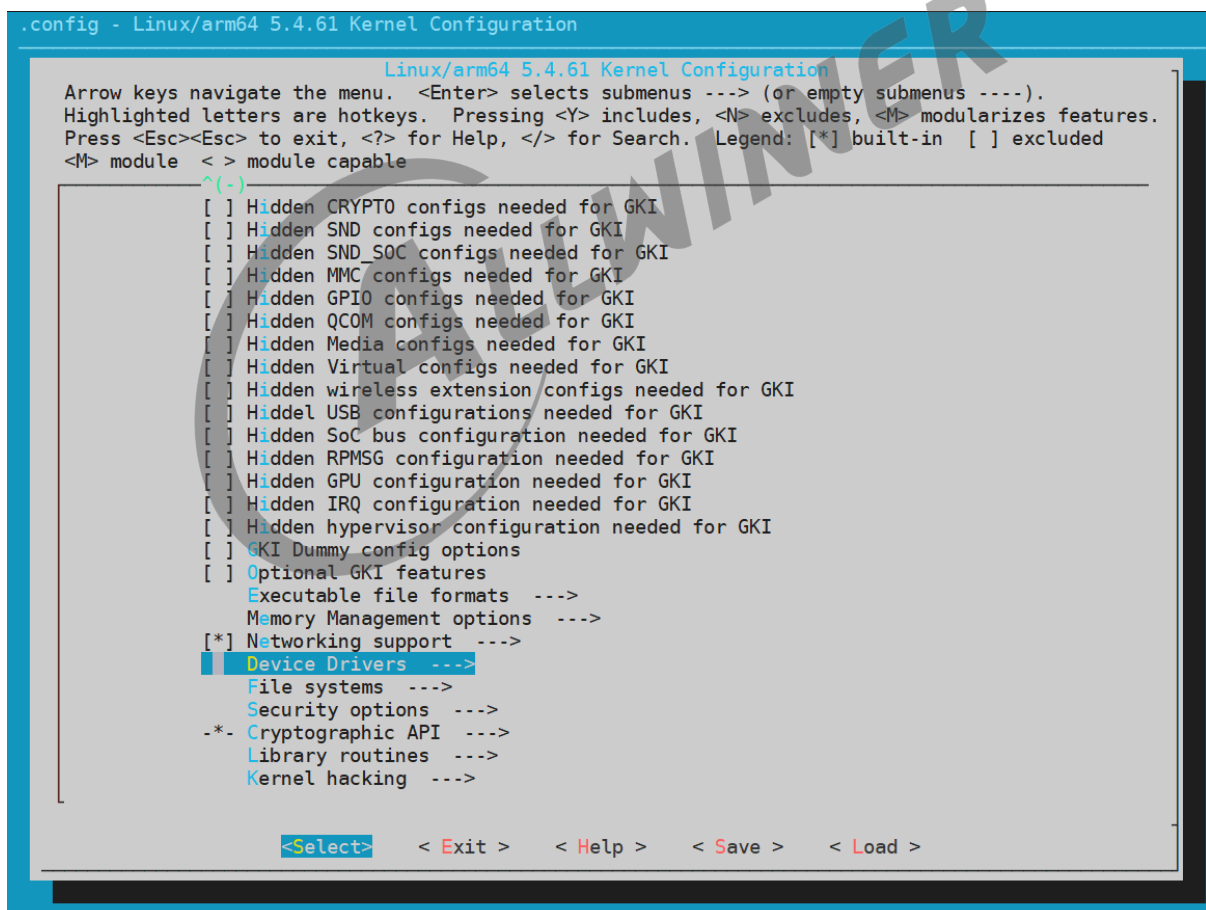 .config - Linux/arm64 5.4.61 Kernel Configuration
Linux/arm64 5.4.61 Kernel Configuration
Arrow keys navigate the menu. <Enter> selects submenus ---> (or empty submenus ----).
Highlighted letters are hotkeys. Pressing <Y> includes, <N> excludes, <M> modularizes features.
Press <Esc><Esc> to exit, <?> for Help, </> for Search. Legend: [*] built-in [ ] excluded
<M> module < > module capable
^(-)
[ ] Hidden CRYPTO configs needed for GKI
[ ] Hidden SND configs needed for GKI
[ ] Hidden SND_SOC configs needed for GKI
[ ] Hidden MMC configs needed for GKI
[ ] Hidden GPIO configs needed for GKI
[ ] Hidden QCOM configs needed for GKI
[ ] Hidden Media configs needed for GKI
[ ] Hidden Virtual configs needed for GKI
[ ] Hidden wireless extension configs needed for GKI
[ ] Hiddel USB configurations needed for GKI
[ ] Hidden SoC bus configuration needed for GKI
[ ] Hidden RPMSG configuration needed for GKI
[ ] Hidden GPU configuration needed for GKI
[ ] Hidden IRQ configuration needed for GKI
[ ] Hidden hypervisor configuration needed for GKI
[ ] GKI Dummy config options
[ ] Optional GKI features
Executable file formats --->
Memory Management options --->
[*] Networking support --->
Device Drivers --->
File systems --->
Security options --->
-*- Cryptographic API --->
Library routines --->
Kernel hacking --->
<Select> < Exit > < Help > < Save > < Load >
ALLWINNER